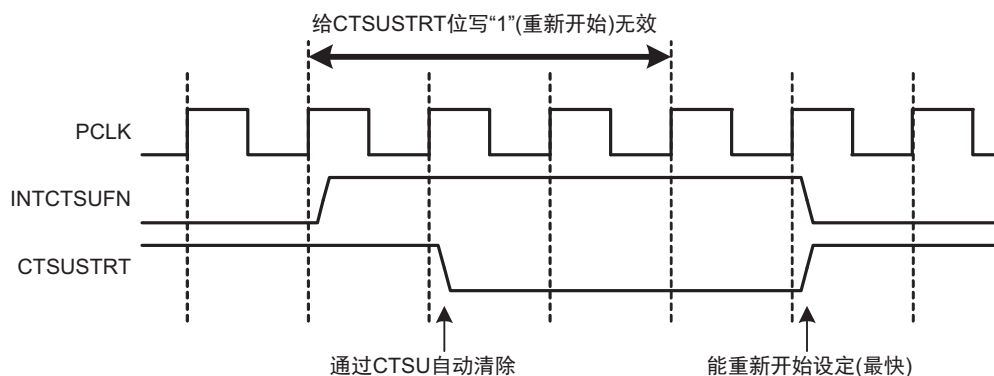 给CTSUSTRT位写“1”(重新开始)无效
PCLK
INTCTSUFN
CTSUSTRT
通过CTSU自动清除
能重新开始设定(最快)